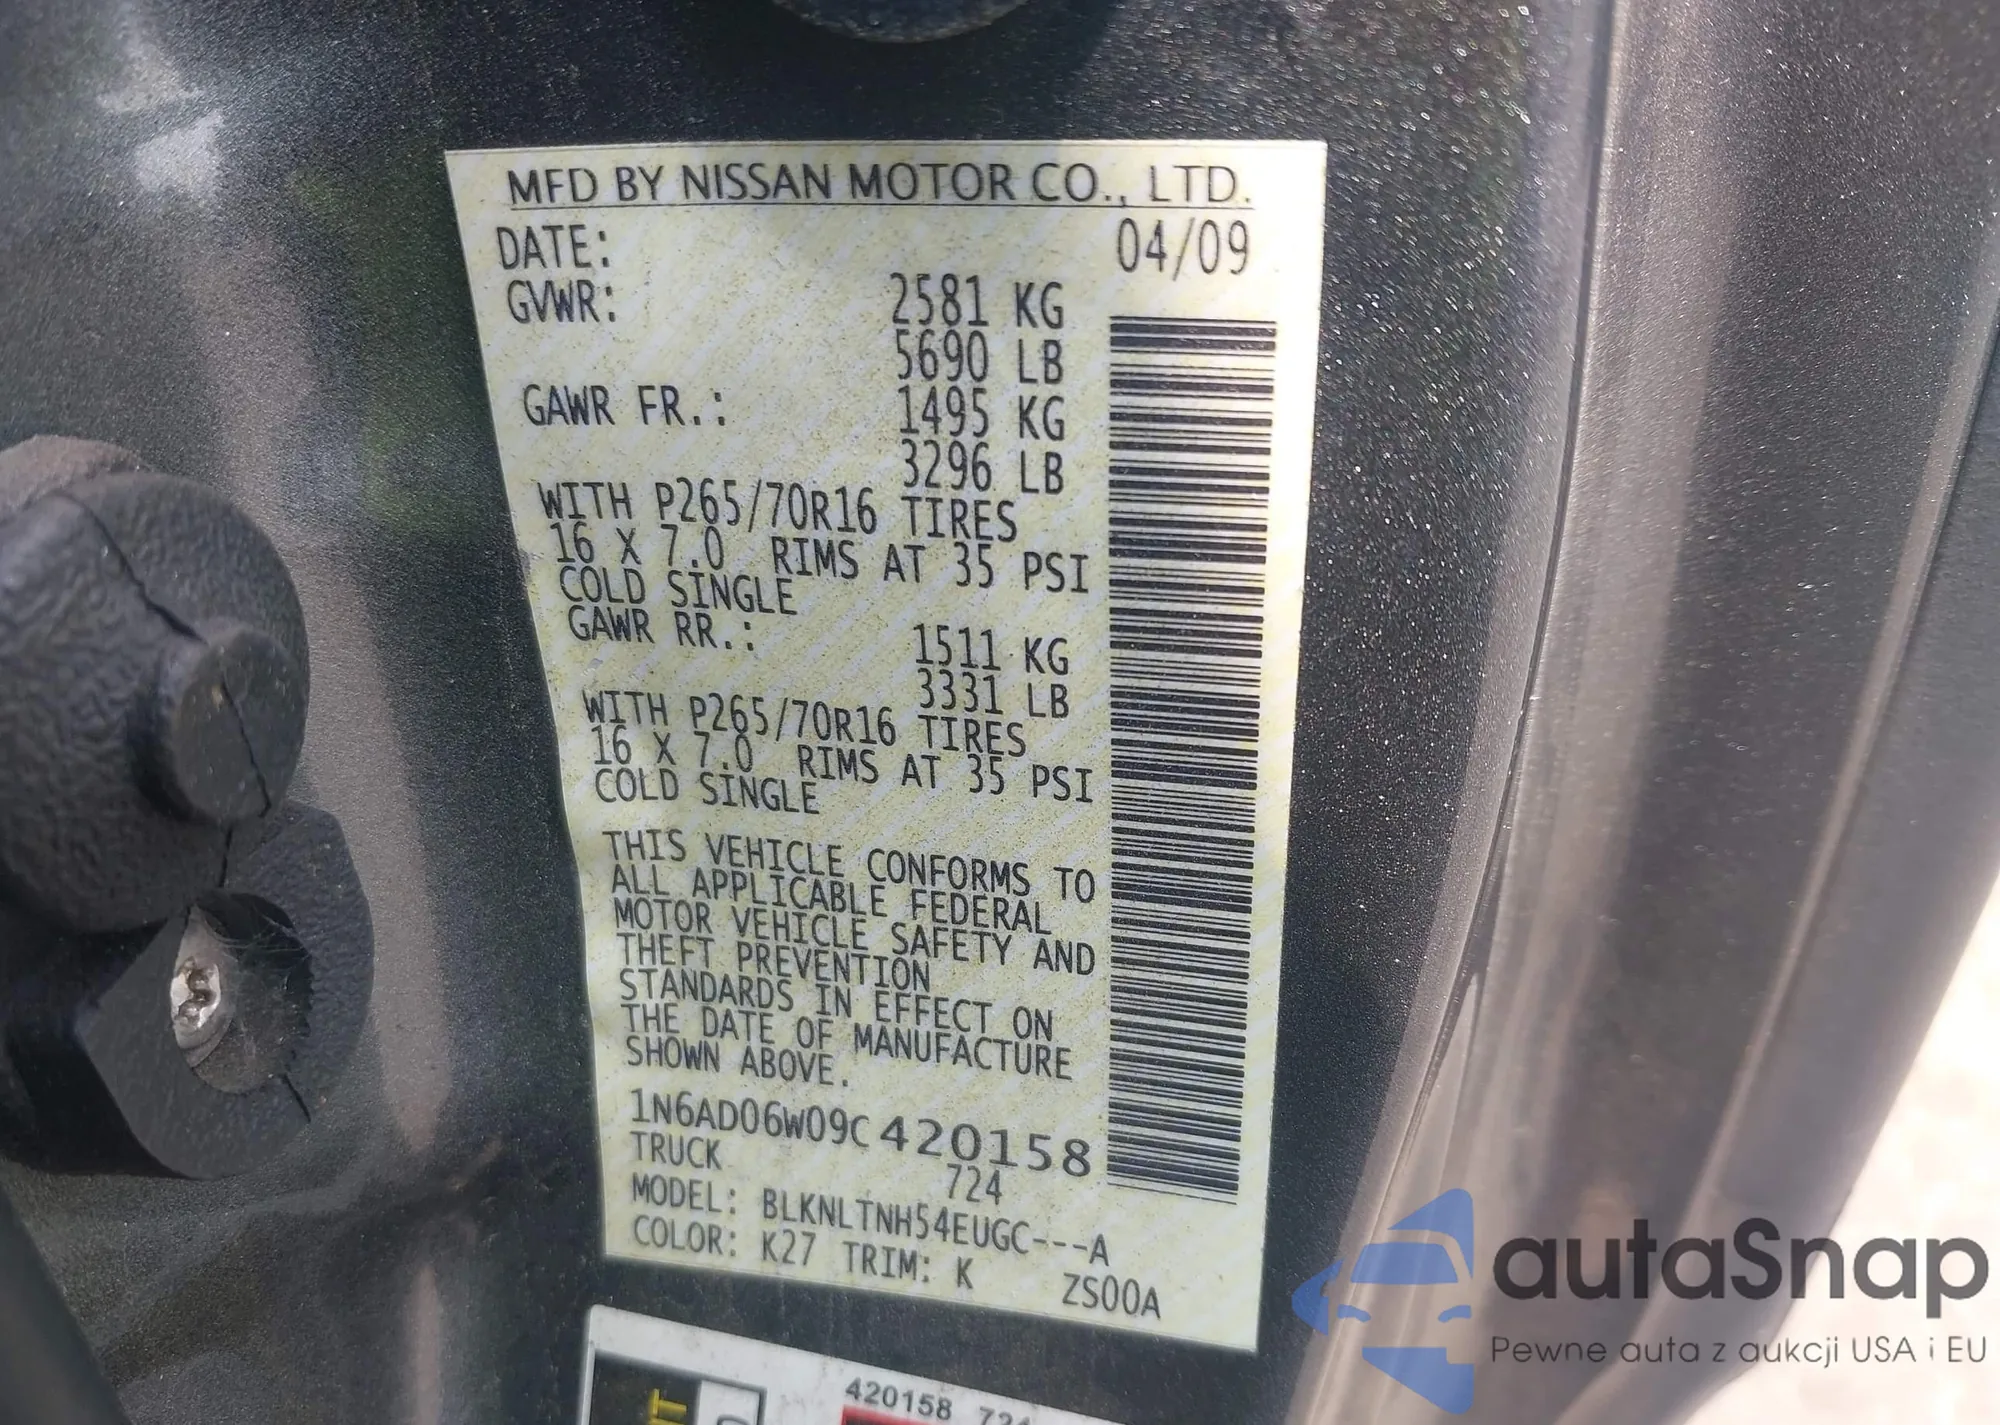 MFD BY NISSAN MOTOR CO., LTD.
DATE: 04/09
GVWR: 2581 KG
5690 LB
GAWR FR.: 1495 KG
3296 LB
WITH P265/70R16 TIRES
16 X 7.0 RIMS AT 35 PSI
COLD SINGLE
GAWR RR.: 1511 KG
3331 LB
WITH P265/70R16 TIRES
16 X 7.0 RIMS AT 35 PSI
COLD SINGLE
THIS VEHICLE CONFORMS TO
ALL APPLICABLE FEDERAL
MOTOR VEHICLE SAFETY AND
THEFT PREVENTION
STANDARDS IN EFFECT ON
THE DATE OF MANUFACTURE
SHOWN ABOVE.
1N6AD06W09C420158
TRUCK 724
MODEL: BLKNLTNH54EUGC---A
COLOR: K27 TRIM: K ZS00A
420158 724
autoSnap
Pewne auta z aukcji USA i EU